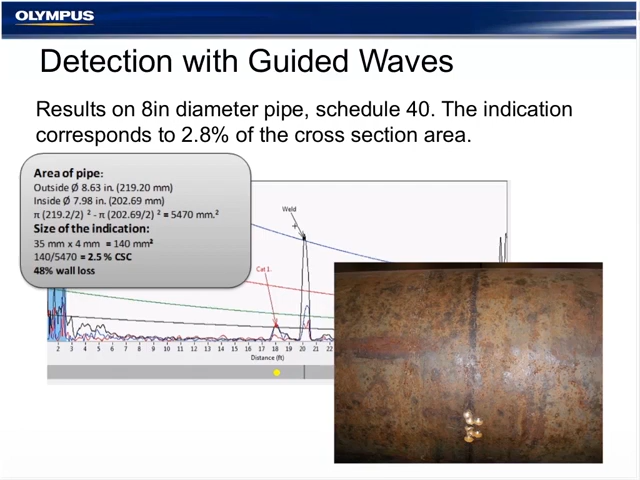 OLYMPUS
Detection with Guided Waves
Results on 8in diameter pipe, schedule 40. The indication
corresponds to 2.8% of the cross section area.
Area of pipe:
Outside Ø 8.63 in. (219.20 mm)
Inside Ø 7.98 in. (202.69 mm)
π (219.2/2) ² - π (202.69/2) ² = 5470 mm.²
Size of the indication:
35 mm x 4 mm = 140 mm²
140/5470 = 2.5 % CSC
48% wall loss
Weld
Cat 1.
2 3 4 5 6 7 8 9 10 11 12 13 14 15 16 17 18 19 20 21 22
Distance (ft)